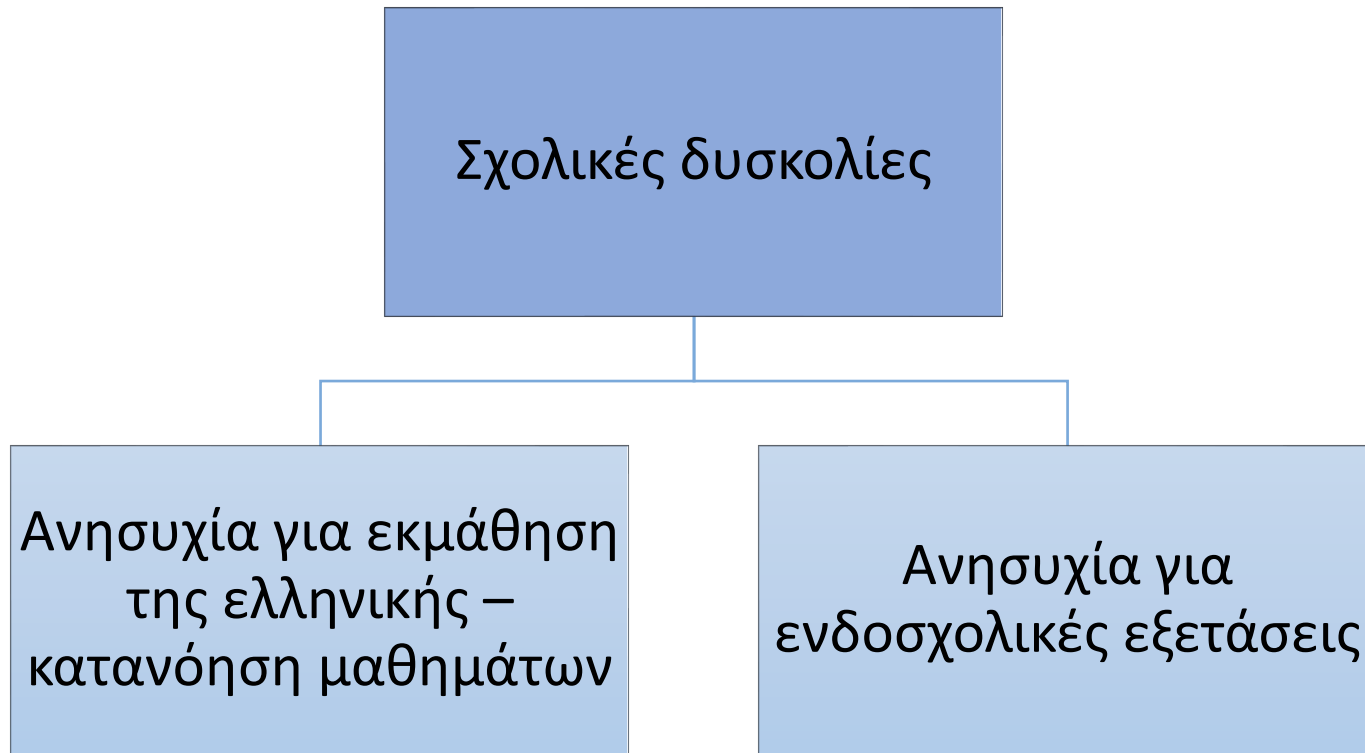 Σχολικές δυσκολίες
Ανησυχία για εκμάθηση
της ελληνικής –
κατανόηση μαθημάτων
Ανησυχία για
ενδοσχολικές εξετάσεις